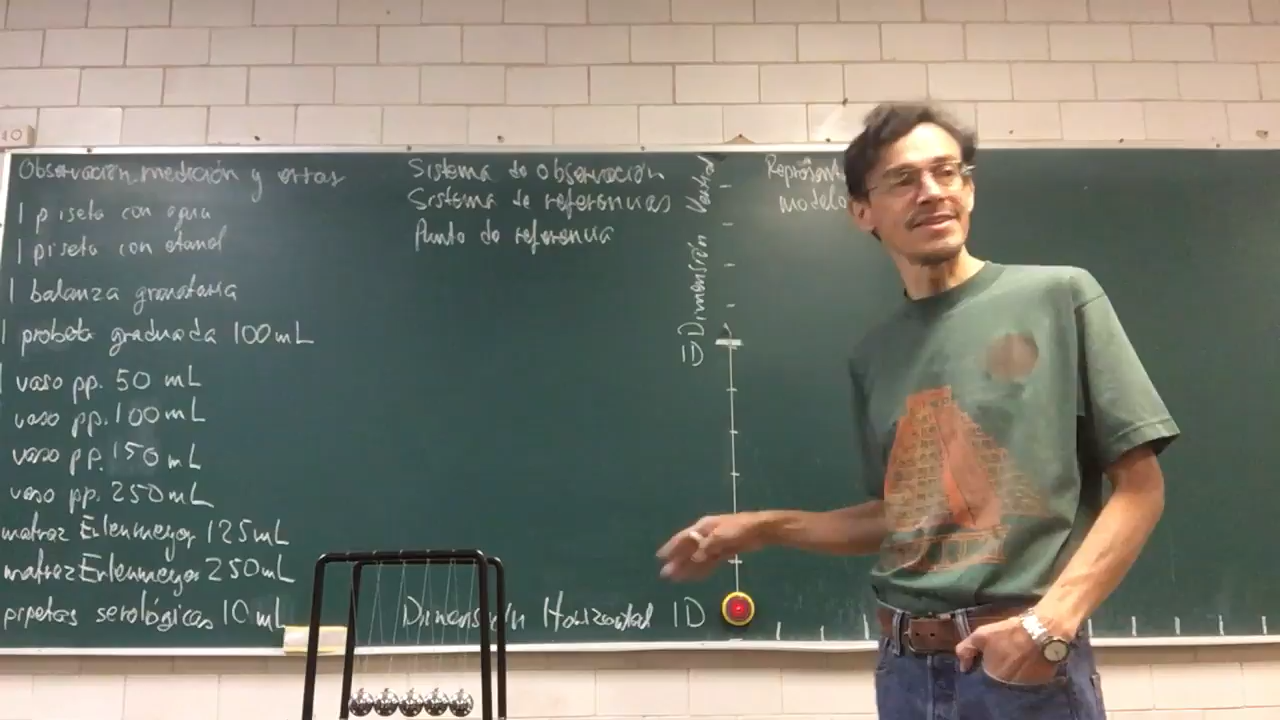 Observación, medición y errores
1 piseta con agua
1 piseta con etanol
1 balanza granataria
1 probeta graduada 100 mL
1 vaso pp. 50 mL
vaso pp. 100 mL
vaso pp. 150 mL
vaso pp. 250 mL
matraz Erlenmeyer 125 mL
matraz Erlenmeyer 250 mL
pipetas serológicas 10 mL
Sistema de observación
Sistema de referencias
Punto de referencia
1D Dimensión Vertical
Dimensión Horizontal 1D
Represent
modelo